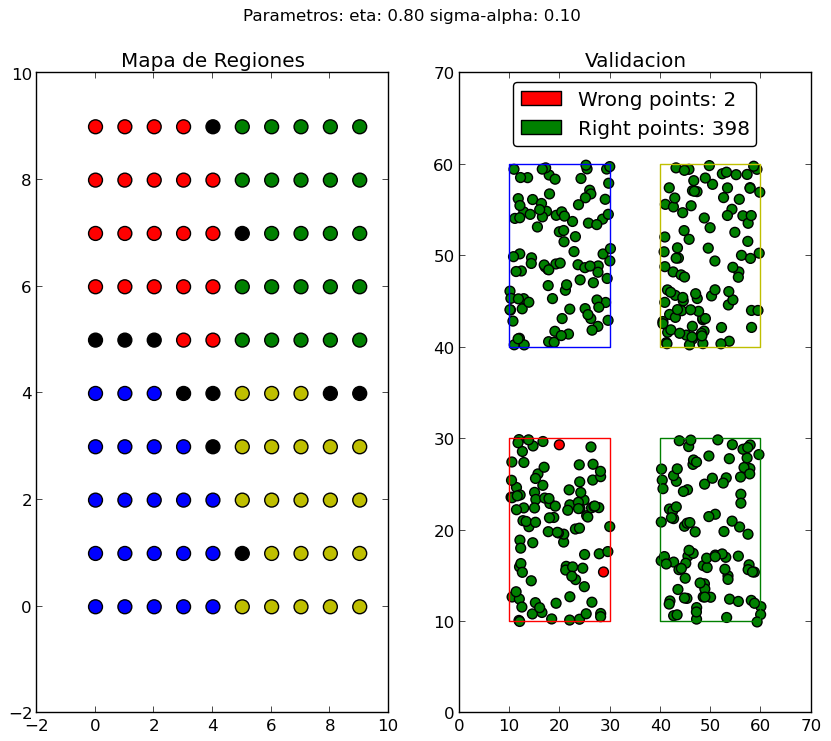 Parametros: eta: 0.80 sigma-alpha: 0.10
Mapa de Regiones
10
8
6
4
2
0
−2
−2 0 2 4 6 8 10
Validacion
Wrong points: 2
Right points: 398
70
60
50
40
30
20
10
0
0 10 20 30 40 50 60 70